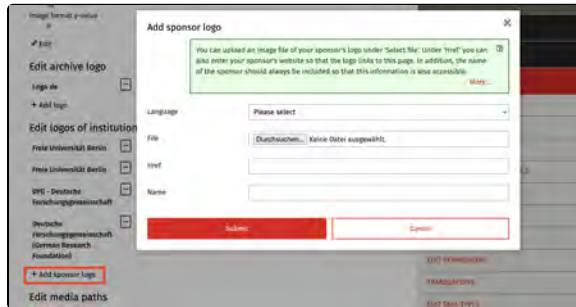 Image format p-value
Edit
Edit archive logo
Logo de
+ Add logo
Edit logos of institution
Freie Universität Berlin
Freie Universität Berlin
DFG - Deutsche
Forschungsgemeinschaft
Deutsche
Forschungsgemeinschaft
(German Research
Foundation)
+ Add sponsor logo
Edit media paths
Add sponsor logo
You can upload an image file of your sponsor's logo under 'Select file'. Under 'Href' you can
also enter your sponsor's website so that the logo links to this page. In addition, the name
of the sponsor should always be included so that this information is also accessible.
More...
Language
Please select
File
Durchsuchen... Keine Datei ausgewählt.
Href
Name
Submit
Cancel
TRANSLATIONS
EDIT TASK TYPES